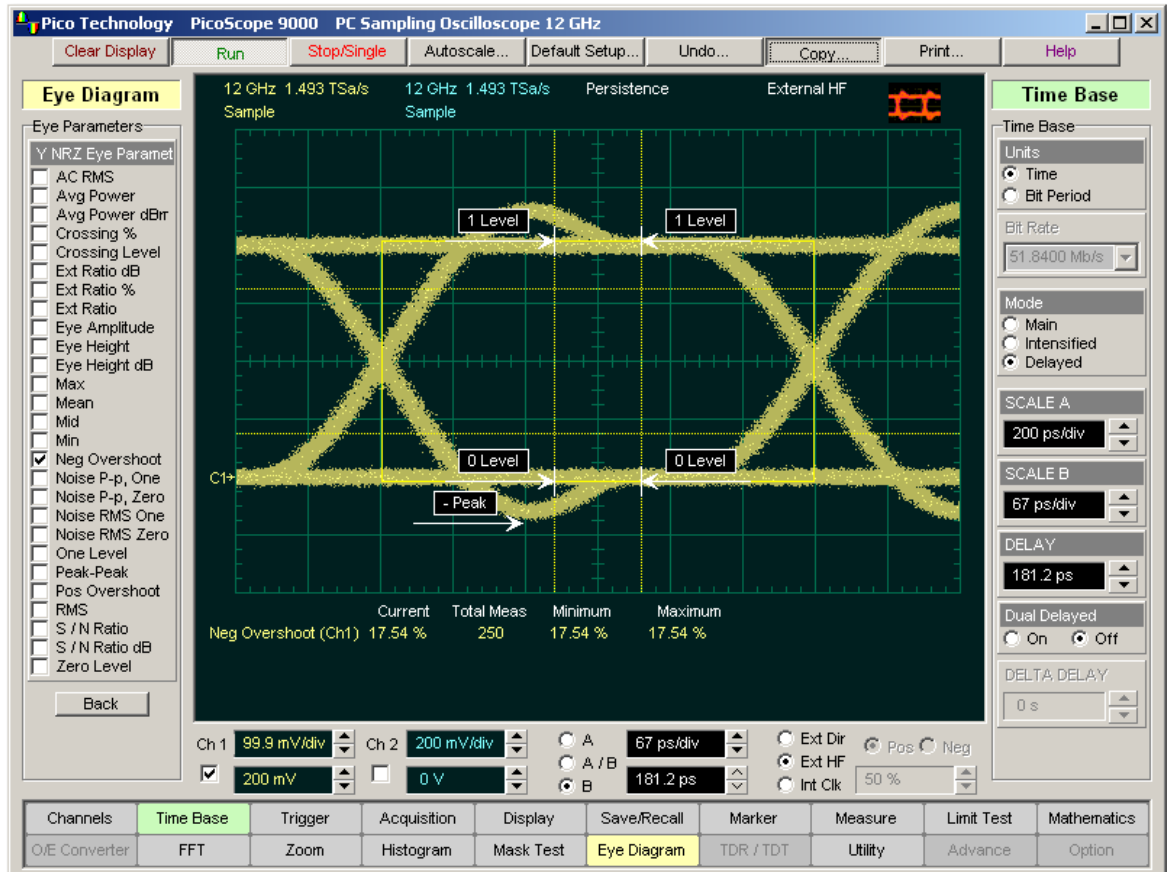 Pico Technology PicoScope 9000 PC Sampling Oscilloscope 12 GHz
Clear Display Run Stop/Single Autoscale... Default Setup... Undo... Copy... Print... Help
Eye Diagram
Eye Parameters
Y NRZ Eye Paramet
AC RMS
Avg Power
Avg Power dBm
Crossing %
Crossing Level
Ext Ratio dB
Ext Ratio %
Ext Ratio
Eye Amplitude
Eye Height
Eye Height dB
Max
Mean
Mid
Min
Neg Overshoot
Noise P-p, One
Noise P-p, Zero
Noise RMS One
Noise RMS Zero
One Level
Peak-Peak
Pos Overshoot
RMS
S / N Ratio
S / N Ratio dB
Zero Level
Back
12 GHz 1.493 TSa/s 12 GHz 1.493 TSa/s Persistence External HF
Sample Sample
1 Level 1 Level
0 Level 0 Level
C1
- Peak
Current Total Meas Minimum Maximum
Neg Overshoot (Ch1) 17.54 % 250 17.54 % 17.54 %
Time Base
Time Base
Units
Time
Bit Period
Bit Rate
51.8400 Mb/s
Mode
Main
Intensified
Delayed
SCALE A
200 ps/div
SCALE B
67 ps/div
DELAY
181.2 ps
Dual Delayed
On Off
DELTA DELAY
0 s
Ch 1 99.9 mV/div Ch 2 200 mV/div A 67 ps/div Ext Dir Pos Neg
A / B Ext HF
200 mV 0 V B 181.2 ps Int Clk 50 %
Channels Time Base Trigger Acquisition Display Save/Recall Marker Measure Limit Test Mathematics
O/E Converter FFT Zoom Histogram Mask Test Eye Diagram TDR / TDT Utility Advance Option